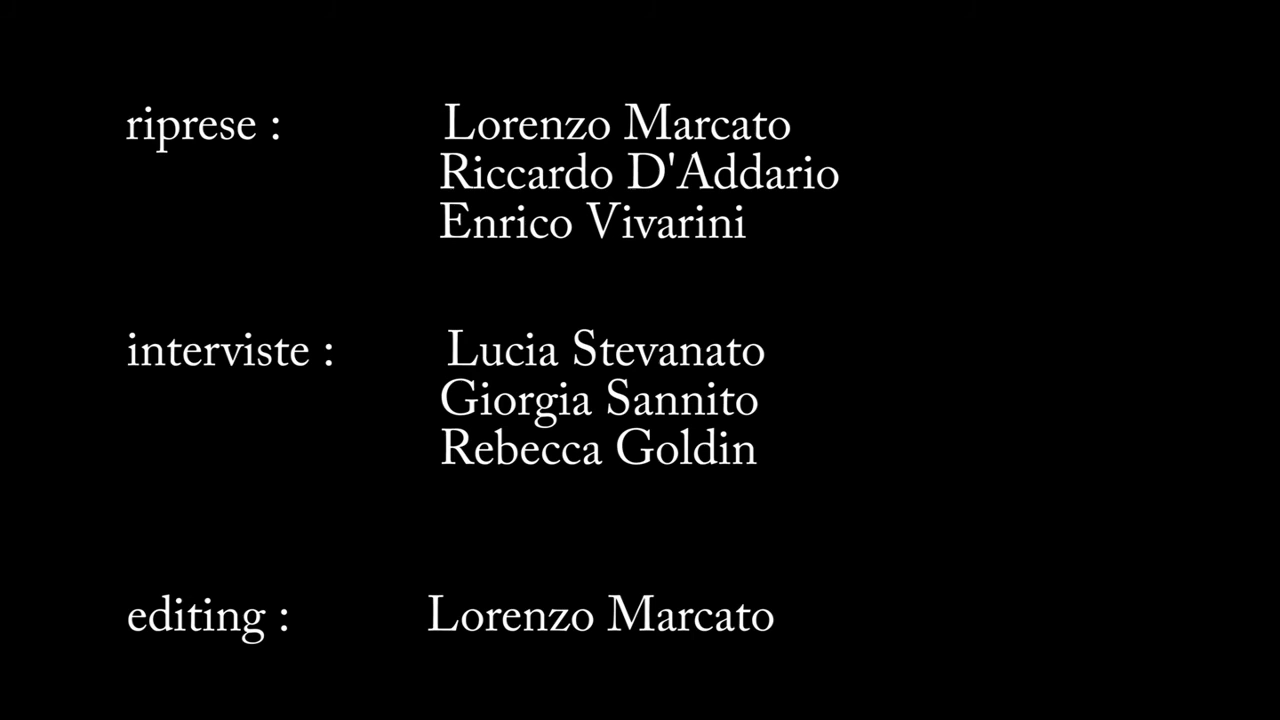 riprese : Lorenzo Marcato
Riccardo D'Addario
Enrico Vivarini
interviste : Lucia Stevanato
Giorgia Sannito
Rebecca Goldin
editing : Lorenzo Marcato